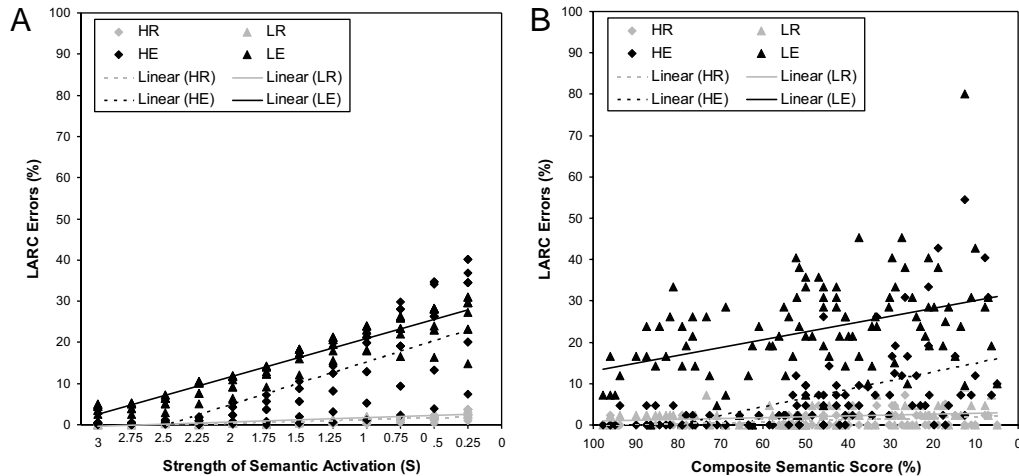 A
100
90
80
70
60
50
40
30
20
10
0
LARC Errors (%)
HR LR
HE LE
Linear (HR) Linear (LR)
Linear (HE) Linear (LE)
3 2.75 2.5 2.25 2 1.75 1.5 1.25 1 0.75 0.5 0.25 0
Strength of Semantic Activation (S)
B
100
90
80
70
60
50
40
30
20
10
0
LARC Errors (%)
HR LR
HE LE
Linear (HR) Linear (LR)
Linear (HE) Linear (LE)
100 90 80 70 60 50 40 30 20 10 0
Composite Semantic Score (%)